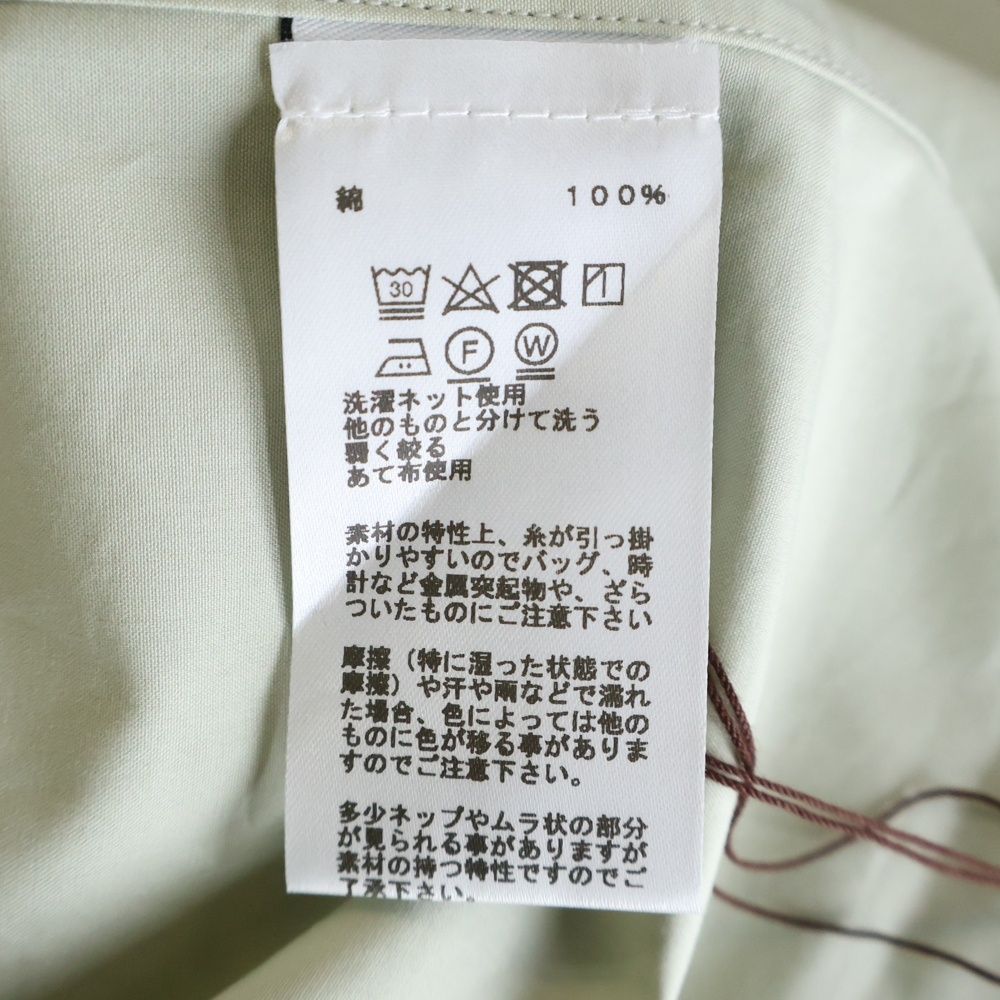 綿 100%
30
F W
洗濯ネット使用
他のものと分けて洗う
弱く絞る
あて布使用
素材の特性上、糸が引っ掛
かりやすいのでバッグ、時
計など金属突起物や、ざら
ついたものにご注意下さい
摩擦（特に湿った状態での
摩擦）や汗や雨などで濡れ
た場合、色によっては他の
ものに色が移る事がありま
すのでご注意下さい。
多少ネップやムラ状の部分
が見られる事がありますが
素材の持つ特性ですのでご
了承下さい。